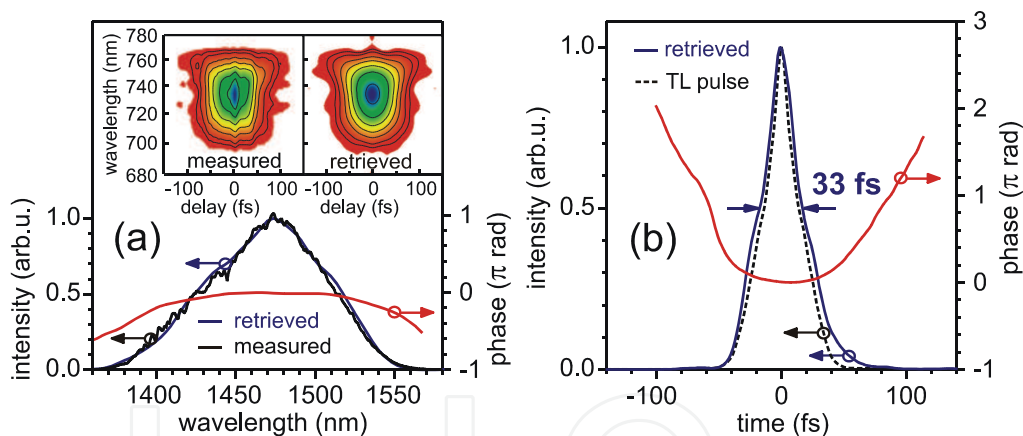 780
760
740
720
700
680
wavelength (nm)
measured
retrieved
-100
0
100
-100
0
100
delay (fs)
delay (fs)
(a)
1.0
0.5
0.0
intensity (arb.u.)
1
0
-1
phase (π rad)
retrieved
measured
1400
1450
1500
1550
wavelength (nm)
(b)
1.0
0.5
0.0
intensity (arb.u.)
retrieved
TL pulse
33 fs
3
2
1
0
-1
phase (π rad)
-100
0
100
time (fs)